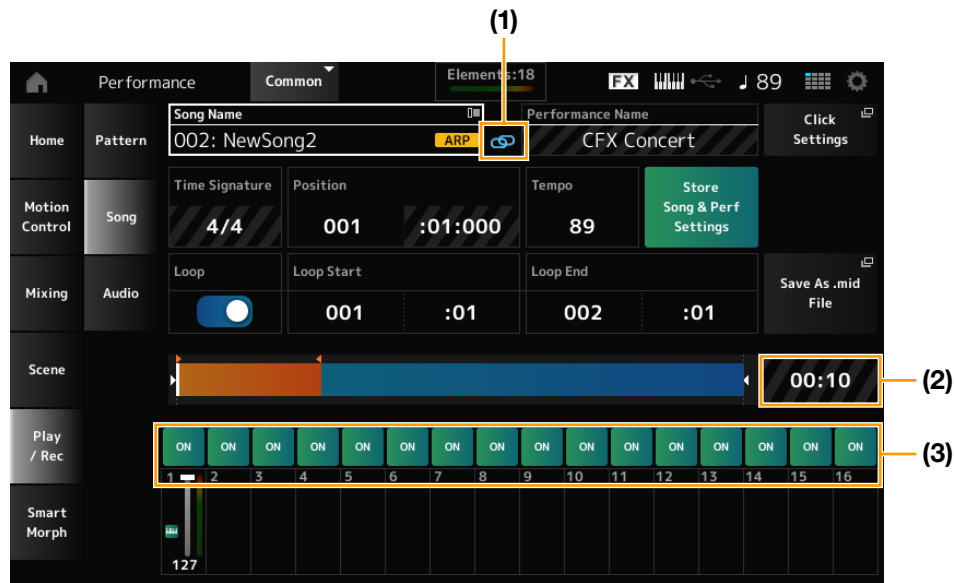 (1)
Performance
Common
Elements:18
FX
89
Home
Pattern
Song Name
002: NewSong2
ARP
Performance Name
CFX Concert
Click
Settings
Motion
Control
Song
Time Signature
4/4
Position
001
:01:000
Tempo
89
Store
Song & Perf
Settings
Mixing
Audio
Loop
Loop Start
001
:01
Loop End
002
:01
Save As .mid
File
Scene
00:10
(2)
Play
/ Rec
ON ON ON ON ON ON ON ON ON ON ON ON ON ON ON ON
(3)
1 2 3 4 5 6 7 8 9 10 11 12 13 14 15 16
Smart
Morph
127